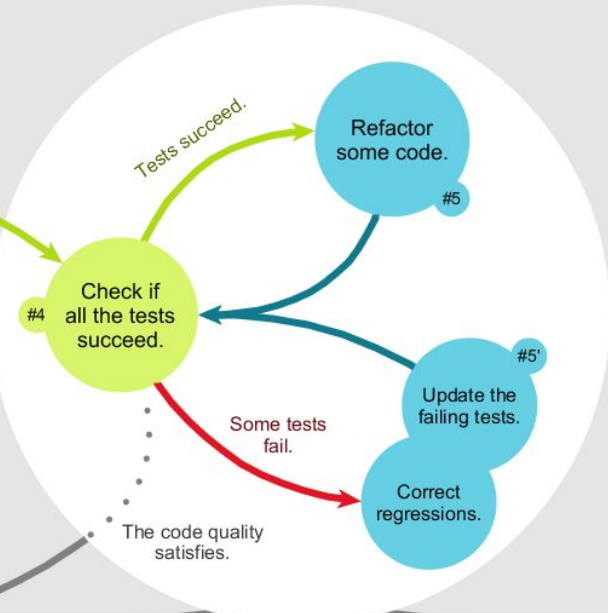 Tests succeed.
Refactor
some code.
#5
Check if
all the tests
succeed.
#4
#5'
Update the
failing tests.
Some tests
fail.
Correct
regressions.
The code quality
satisfies.